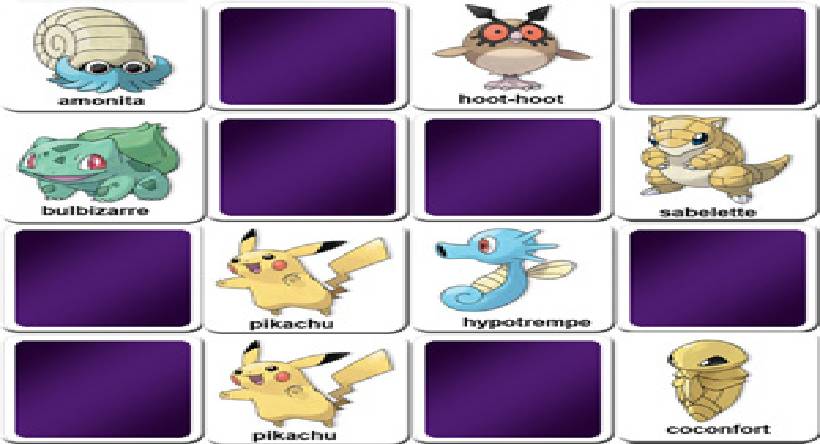 amonita
hoot-hoot
bulbizarre
sabelette
pikachu
hypotrempe
pikachu
coconfort